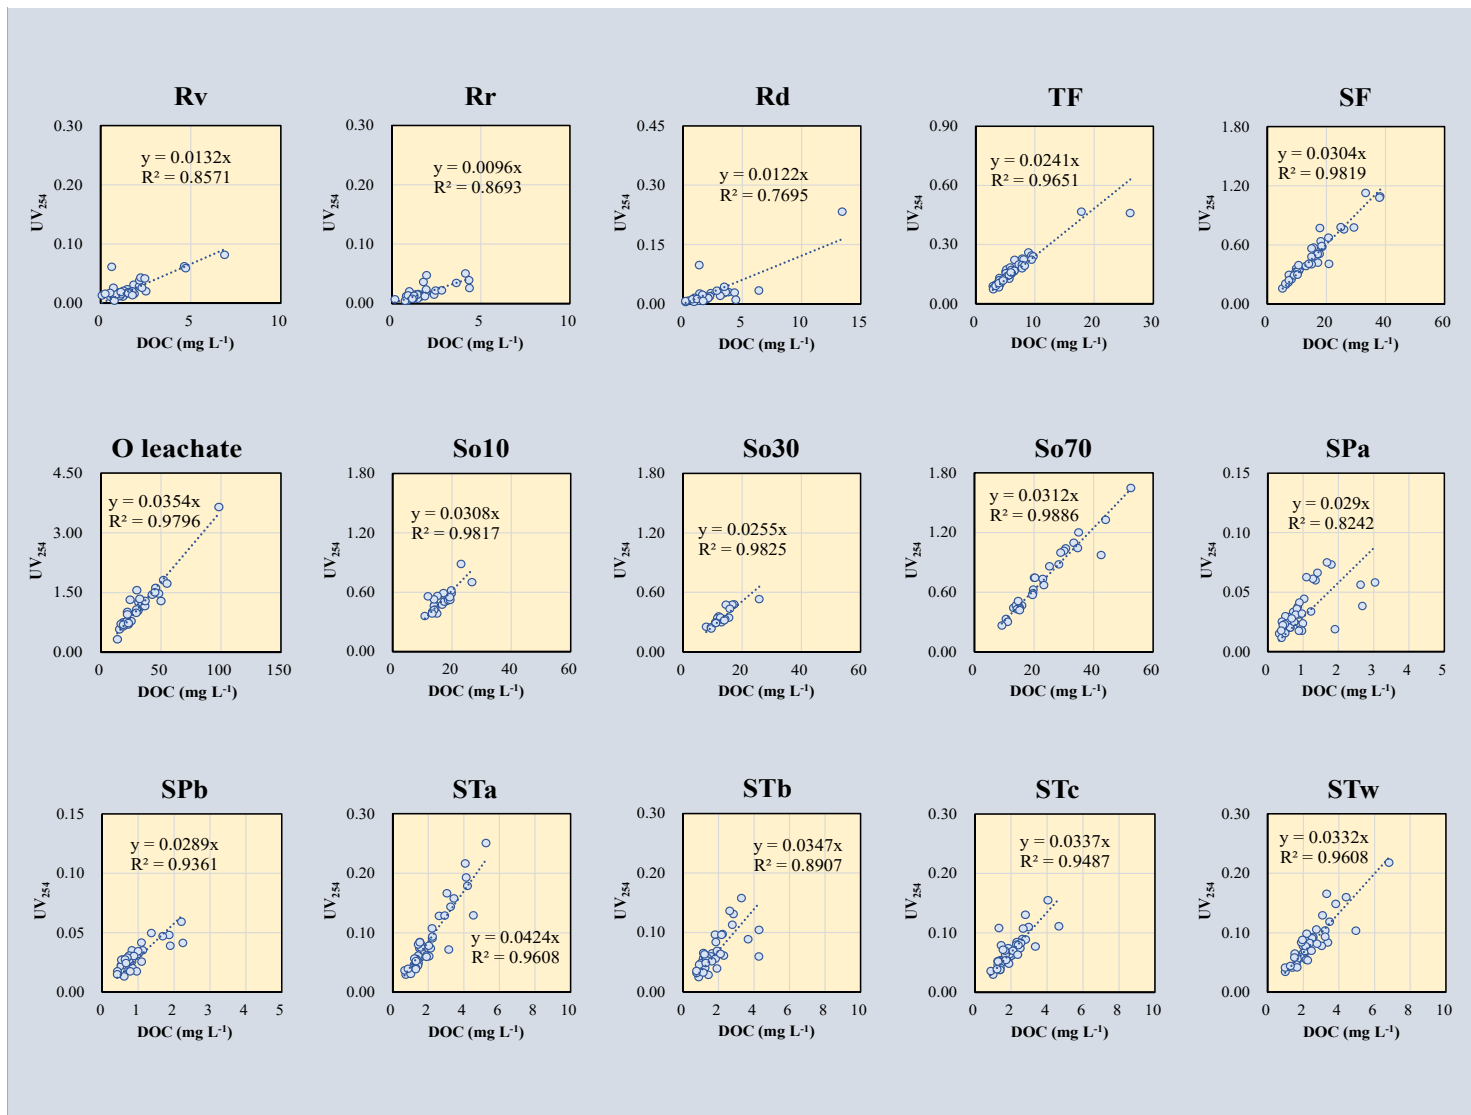 Rv
0.30
y = 0.0132x
R² = 0.8571
0.20
UV254
0.10
0.00
0 5 10
DOC (mg L-1)
Rr
0.30
y = 0.0096x
R² = 0.8693
0.20
UV254
0.10
0.00
0 5 10
DOC (mg L-1)
Rd
0.45
y = 0.0122x
R² = 0.7695
0.30
UV254
0.15
0.00
0 5 10 15
DOC (mg L-1)
TF
0.90
y = 0.0241x
R² = 0.9651
0.60
UV254
0.30
0.00
0 10 20 30
DOC (mg L-1)
SF
1.80
y = 0.0304x
R² = 0.9819
1.20
UV254
0.60
0.00
0 20 40 60
DOC (mg L-1)
O leachate
4.50
y = 0.0354x
R² = 0.9796
3.00
UV254
1.50
0.00
0 50 100 150
DOC (mg L-1)
So10
1.80
y = 0.0308x
R² = 0.9817
1.20
UV254
0.60
0.00
0 20 40 60
DOC (mg L-1)
So30
1.80
y = 0.0255x
R² = 0.9825
1.20
UV254
0.60
0.00
0 20 40 60
DOC (mg L-1)
So70
1.80
y = 0.0312x
R² = 0.9886
1.20
UV254
0.60
0.00
0 20 40 60
DOC (mg L-1)
SPa
0.15
y = 0.029x
R² = 0.8242
0.10
UV254
0.05
0.00
0 1 2 3 4 5
DOC (mg L-1)
SPb
0.15
y = 0.0289x
R² = 0.9361
0.10
UV254
0.05
0.00
0 1 2 3 4 5
DOC (mg L-1)
STa
0.30
0.20
UV254
0.10
y = 0.0424x
R² = 0.9608
0.00
0 2 4 6 8 10
DOC (mg L-1)
STb
0.30
y = 0.0347x
R² = 0.8907
0.20
UV254
0.10
0.00
0 2 4 6 8 10
DOC (mg L-1)
STc
0.30
y = 0.0337x
R² = 0.9487
0.20
UV254
0.10
0.00
0 2 4 6 8 10
DOC (mg L-1)
STw
0.30
y = 0.0332x
R² = 0.9608
0.20
UV254
0.10
0.00
0 2 4 6 8 10
DOC (mg L-1)